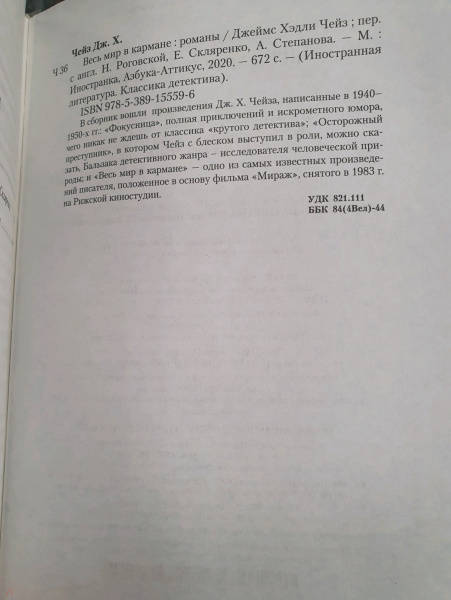 Чейз Дж. Х.
Ч 36 Весь мир в кармане : романы / Джеймс Хэдли Чейз ; пер.
с англ. Н. Роговской, Е. Скляренко, А. Степанова. — М. :
Иностранка, Азбука-Аттикус, 2020. — 672 с. — (Иностранная
литература. Классика детектива).
ISBN 978-5-389-15559-6
В сборник вошли произведения Дж. Х. Чейза, написанные в 1940–
1950-х гг.: «Фокусница», полная приключений и искрометного юмора,
чего никак не ждешь от классика «крутого детектива»; «Осторожный
преступник», в котором Чейз с блеском выступил в роли, можно ска-
зать, Бальзака детективного жанра – исследователя человеческой при-
роды; и «Весь мир в кармане» — одно из самых известных произведе-
ний писателя, положенное в основу фильма «Мираж», снятого в 1983 г.
на Рижской киностудии.
УДК 821.111
ББК 84(4Вел)-44